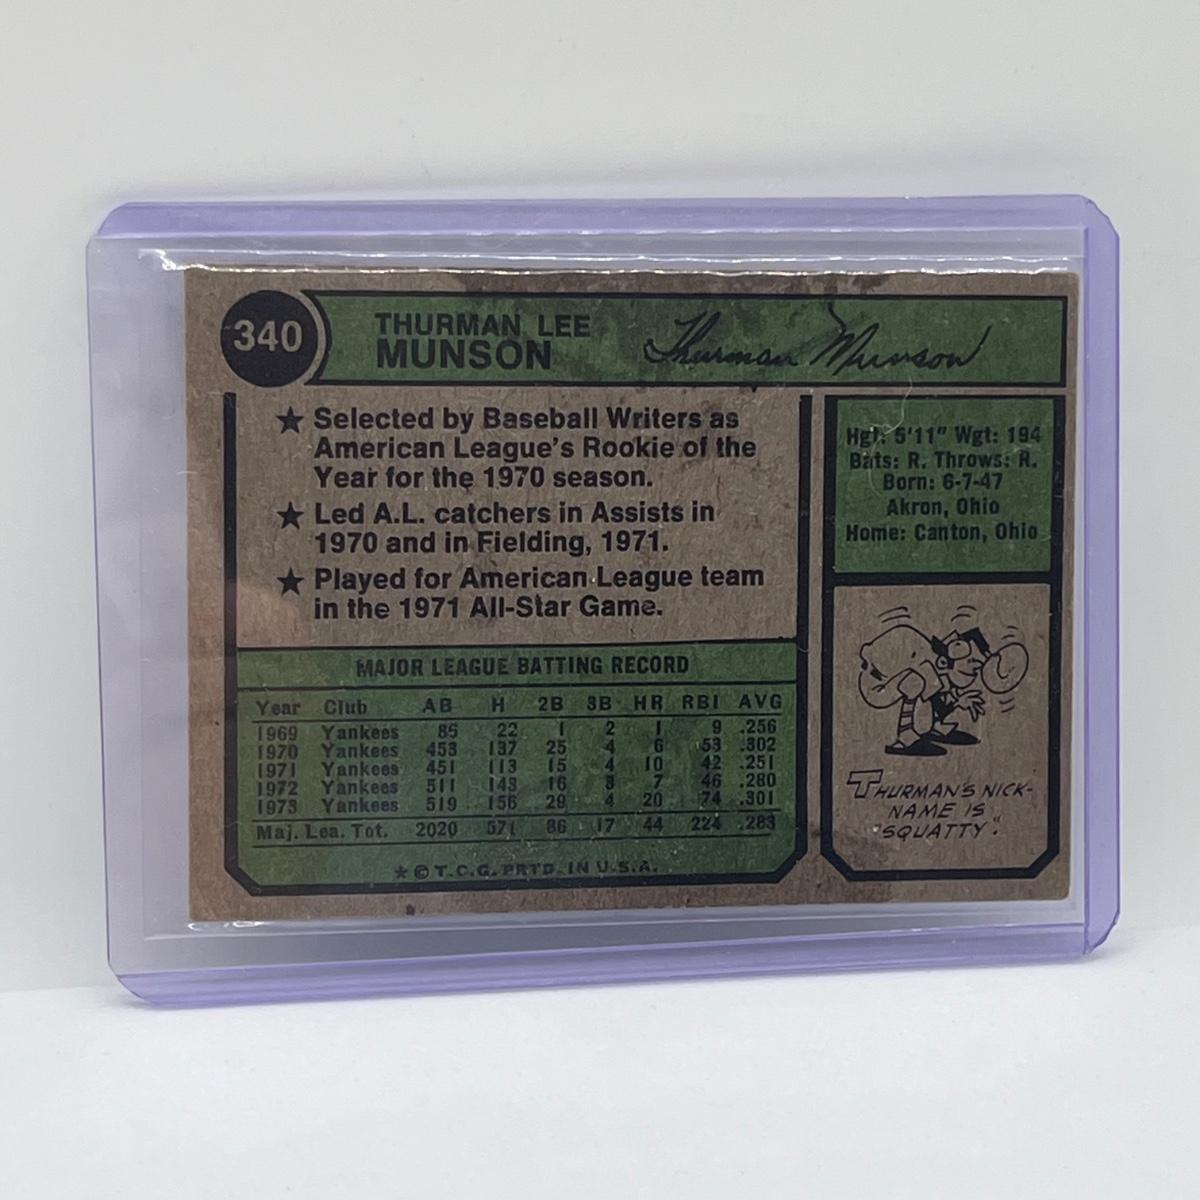 340
THURMAN LEE
MUNSON
Thurman Munson
★ Selected by Baseball Writers as
American League's Rookie of the
Year for the 1970 season.
★ Led A.L. catchers in Assists in
1970 and in Fielding, 1971.
★ Played for American League team
in the 1971 All-Star Game.
Hgt: 5'11" Wgt: 194
Bats: R. Throws: R.
Born: 6-7-47
Akron, Ohio
Home: Canton, Ohio
MAJOR LEAGUE BATTING RECORD
Year Club AB H 2B 3B HR RBI AVG
1969 Yankees 86 22 1 2 1 9 .256
1970 Yankees 453 137 25 4 6 53 .302
1971 Yankees 451 113 15 4 10 42 .251
1972 Yankees 511 143 16 3 7 46 .280
1973 Yankees 519 156 29 4 20 74 .301
Maj. Lea. Tot. 2020 571 86 17 44 224 .283
★ © T.C.G. PRTD. IN U.S.A.
THURMAN'S NICK-
NAME IS
"SQUATTY".